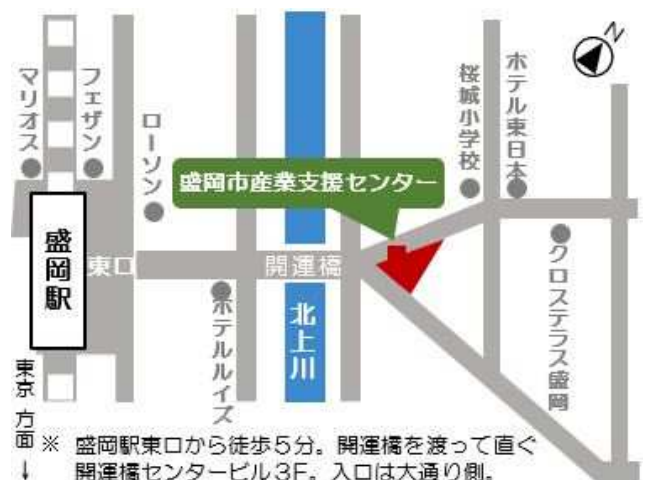 N
マリオス
フェザン
ローソン
桜城小学校
ホテル東日本
盛岡市産業支援センター
盛岡駅
東口
開運橋
クロステラス盛岡
ホテルルイズ
北上川
東京方面↓
※ 盛岡駅東口から徒歩5分。開運橋を渡って直ぐ
開運橋センタービル3F。入口は大通り側。